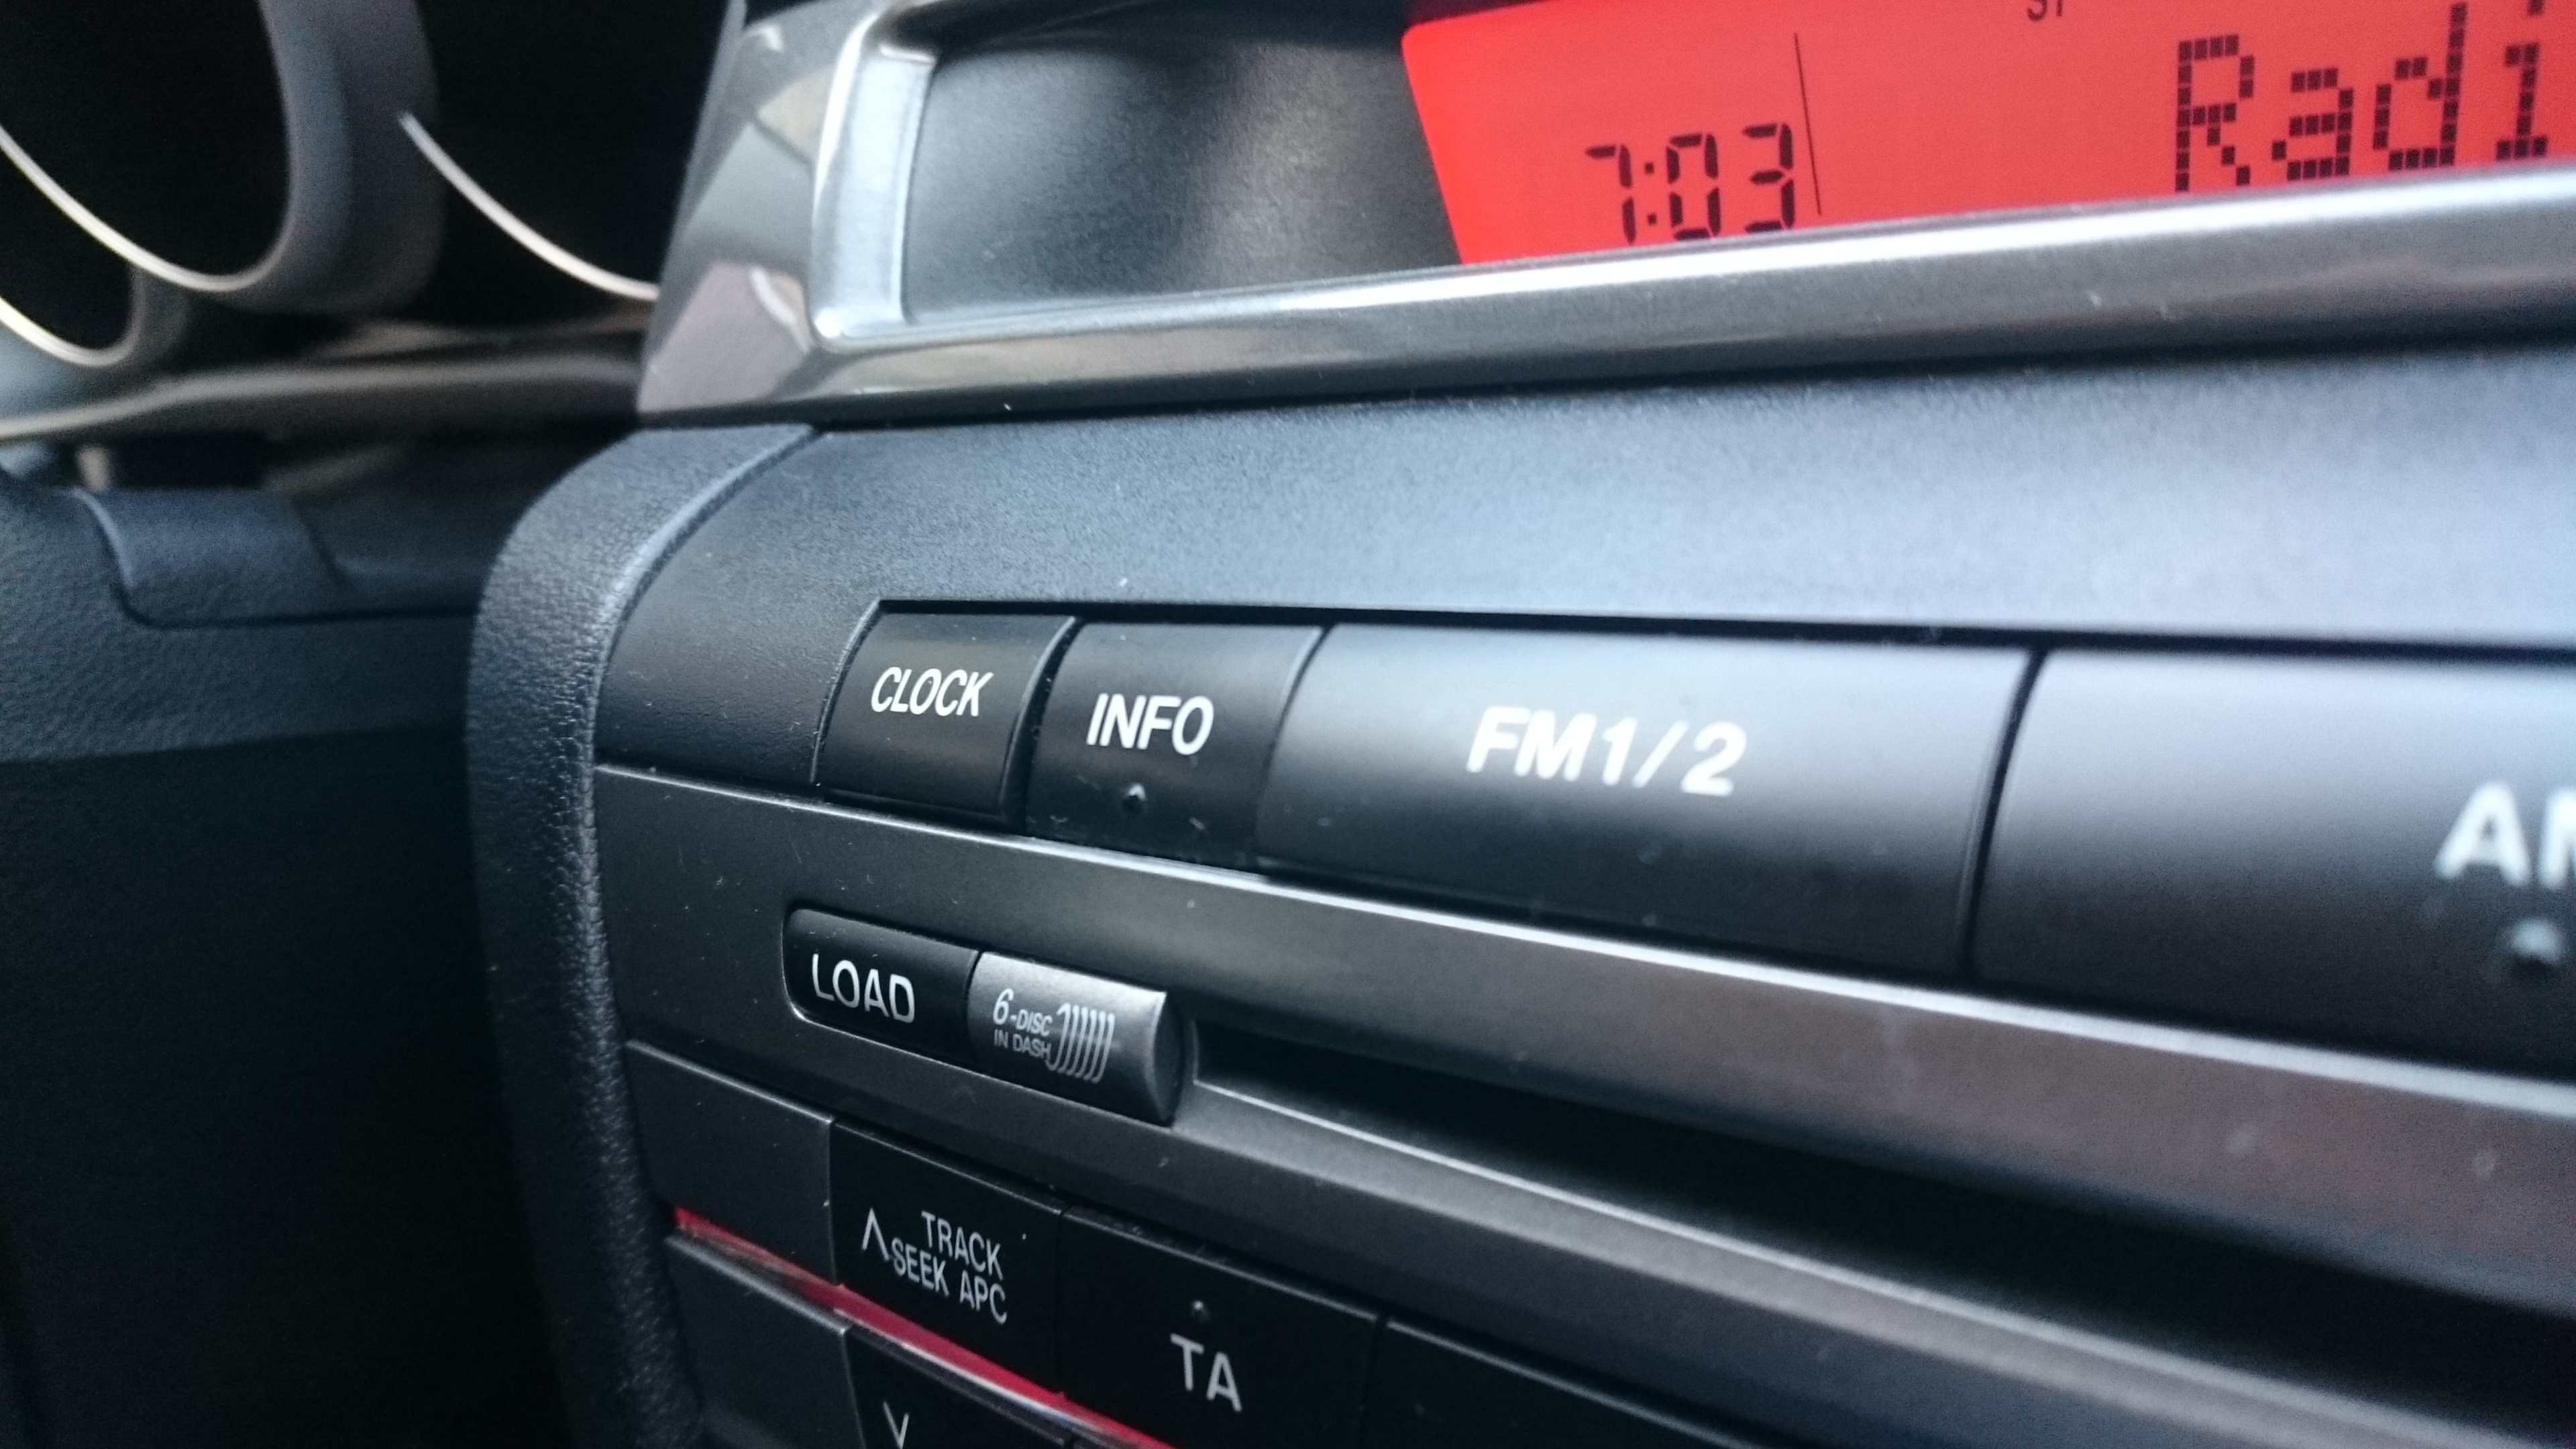 7:03
Radi
CLOCK
INFO
FM1/2
LOAD
6-DISC
IN DASH
TRACK
SEEK APC
TA